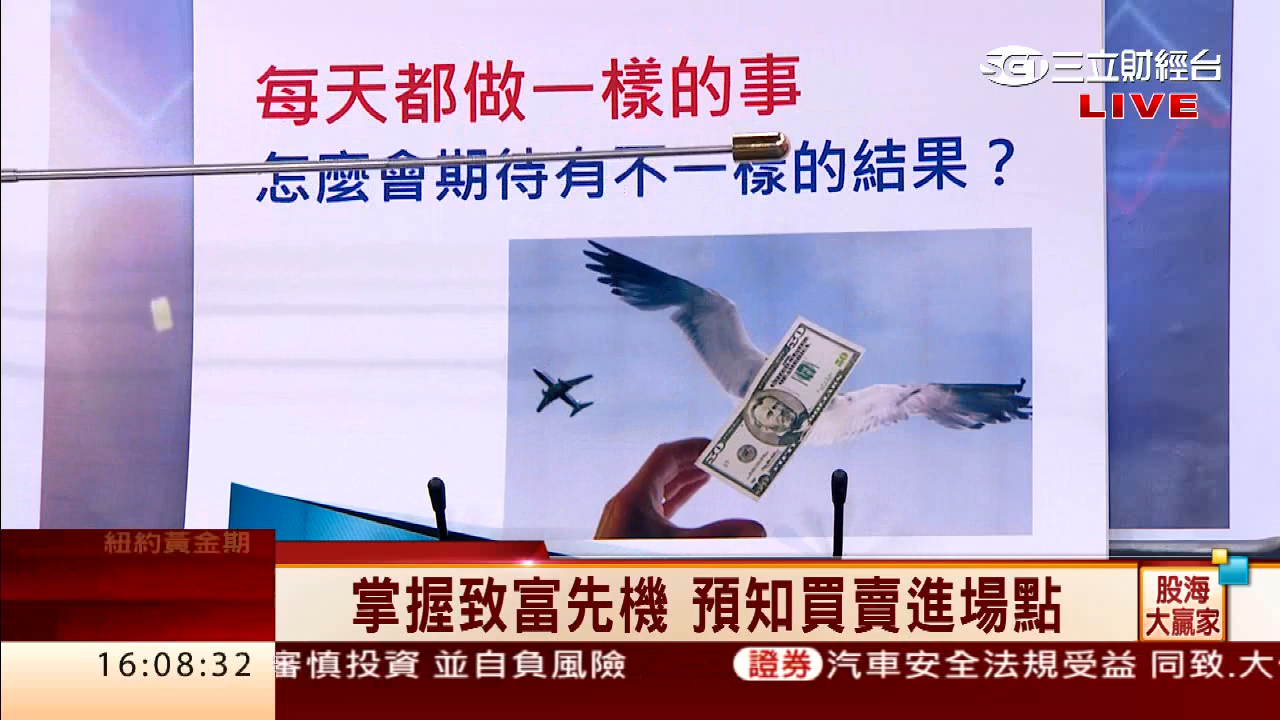 每天都做一樣的事
怎麼會期待有不一樣的結果？
三立財經台
LIVE
50
50
50
紐約黃金期
掌握致富先機 預知買賣進場點
股海
大贏家
16:08:32
審慎投資 並自負風險
證券 汽車安全法規受益 同致.大